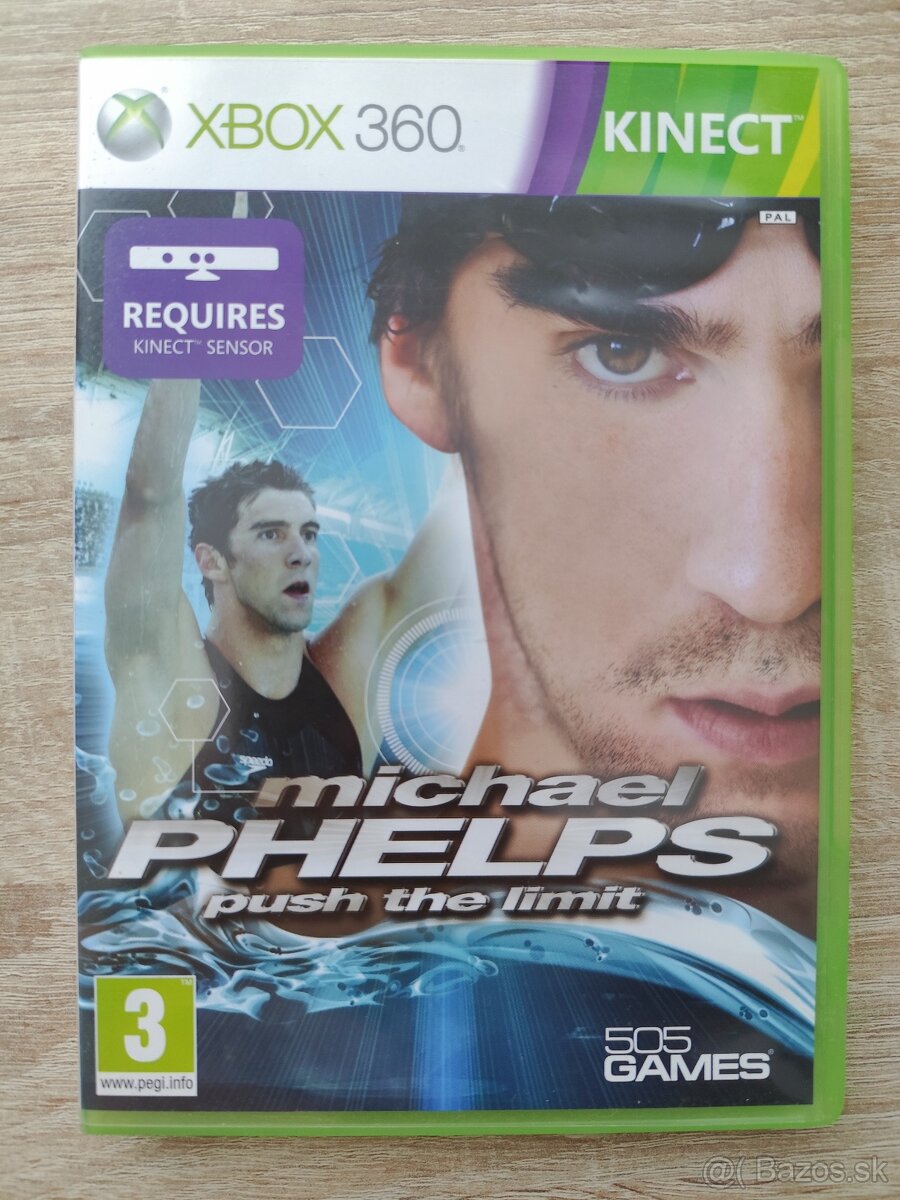 XBOX 360
KINECT™
PAL
REQUIRES
KINECT™ SENSOR
speedo
michael
PHELPS
push the limit
3
www.pegi.info
505
GAMES®
@( Bazos.sk